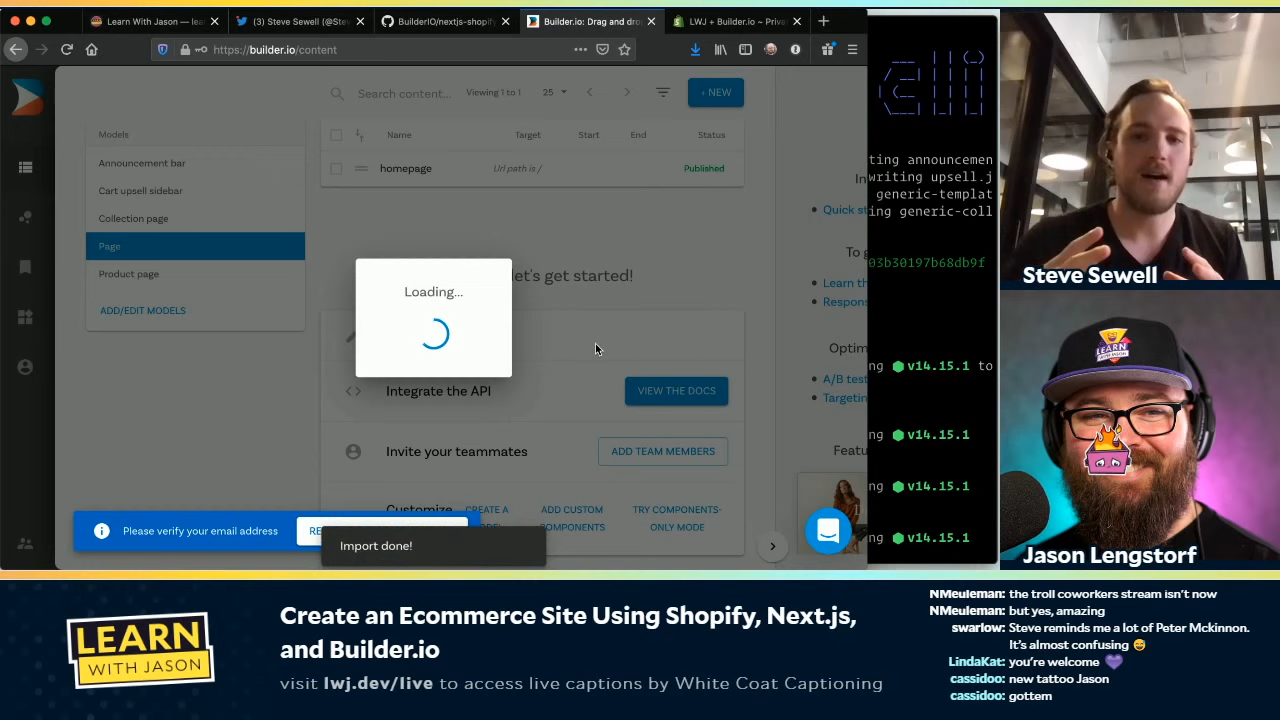 Learn With Jason — lea
(3) Steve Sewell (@Stev
BuilderIO/nextjs-shopify
Builder.io: Drag and dro
LWJ + Builder.io ~ Priva
https://builder.io/content
Search content...
Viewing 1 to 1
25
+ NEW
Models
Announcement bar
Cart upsell sidebar
Collection page
Page
Product page
ADD/EDIT MODELS
Name
Target
Start
End
Status
homepage
Url path is /
Published
let's get started!
Loading...
Integrate the API
VIEW THE DOCS
Invite your teammates
ADD TEAM MEMBERS
Customize
CREATE A
ADD CUSTOM
COMPONENTS
TRY COMPONENTS-
ONLY MODE
Quick st
To g
Learn th
Respons
Optim
A/B test
Targetin
Featu
Please verify your email address
RE
Import done!
ting announcemen
writing upsell.j
generic-templat
ing generic-coll
03b30197b68db9f
ng v14.15.1 to
ng v14.15.1
ng v14.15.1
ng v14.15.1
Steve Sewell
LEARN
Jason Lengstorf
LEARN
WITH JASON
Create an Ecommerce Site Using Shopify, Next.js,
and Builder.io
visit lwj.dev/live to access live captions by White Coat Captioning
NMeuleman: the troll coworkers stream isn't now
NMeuleman: but yes, amazing
swarlow: Steve reminds me a lot of Peter Mckinnon.
It's almost confusing 😅
LindaKat: you're welcome 💜
cassidoo: new tattoo Jason
cassidoo: gottem